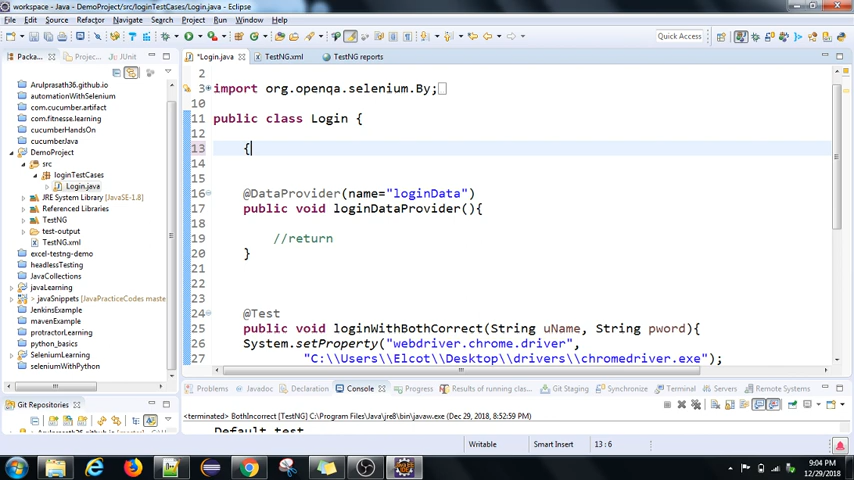 workspace - Java - DemoProject/src/loginTestCases/Login.java - Eclipse
File Edit Source Refactor Navigate Search Project Run Window Help
Quick Access
Packa... Projec... JUnit
*Login.java TestNG.xml TestNG reports
Arulprasath36.github.io
automationWithSelenium
com.cucumber.artifact
com.fitnesse.learning
cucumberHandsOn
cucumberJava
DemoProject
src
loginTestCases
Login.java
JRE System Library [JavaSE-1.8]
Referenced Libraries
TestNG
test-output
TestNG.xml
excel-testng-demo
headlessTesting
JavaCollections
javaLearning
> javaSnippets [JavaPracticeCodes maste
JenkinsExample
mavenExample
protractorLearning
python_basics
SeleniumLearning
seleniumWithPython
Git Repositories
2
3 import org.openqa.selenium.By;
10
11 public class Login {
12
13 {
14
16 @DataProvider(name="loginData")
17 public void loginDataProvider(){
18
19 //return
20 }
21
22
23
24 @Test
25 public void loginWithBothCorrect(String uName, String pword){
26 System.setProperty("webdriver.chrome.driver",
27 "C:\\Users\\Elcot\\Desktop\\drivers\\chromedriver.exe");
Problems Javadoc Declaration Console Progress Results of running clas... Git Staging Synchronize Terminal Servers Remote Systems
<terminated> BothIncorrect [TestNG] C:\Program Files\Java\jre8\bin\javaw.exe (Dec 29, 2018, 8:52:59 PM)
Default test
Writable Smart Insert 13 : 6
9:04 PM
12/29/2018